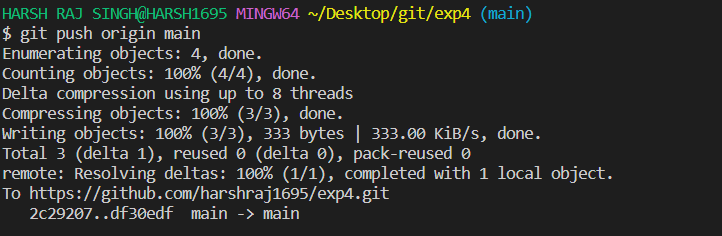 HARSH RAJ SINGH@HARSH1695 MINGW64 ~/Desktop/git/exp4 (main)
$ git push origin main
Enumerating objects: 4, done.
Counting objects: 100% (4/4), done.
Delta compression using up to 8 threads
Compressing objects: 100% (3/3), done.
Writing objects: 100% (3/3), 333 bytes | 333.00 KiB/s, done.
Total 3 (delta 1), reused 0 (delta 0), pack-reused 0
remote: Resolving deltas: 100% (1/1), completed with 1 local object.
To https://github.com/harshraj1695/exp4.git
   2c29207..df30edf  main -> main